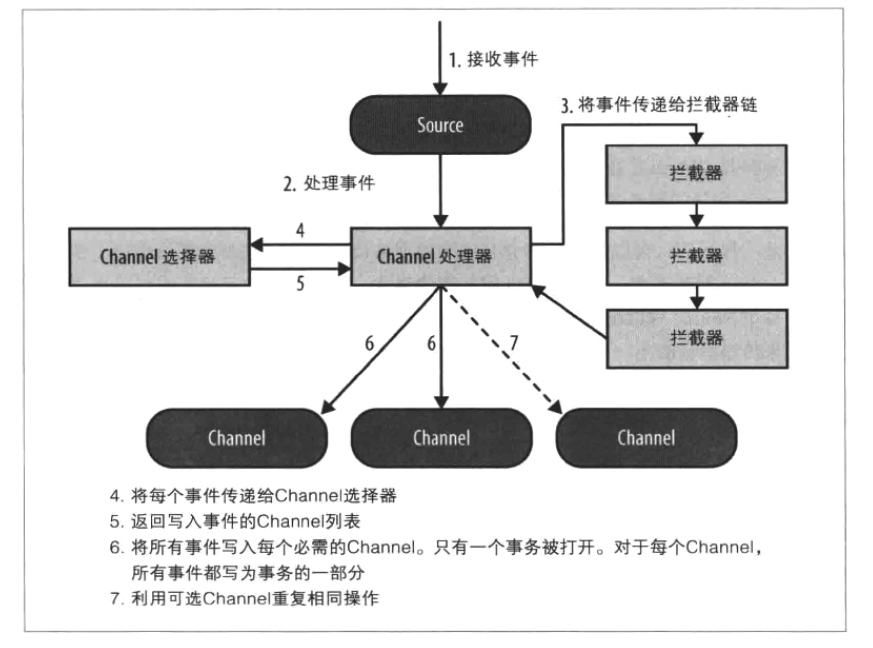 1. 接收事件
Source
3. 将事件传递给拦截器链
拦截器
2. 处理事件
4
Channel 选择器
Channel 处理器
拦截器
5
拦截器
6
6
7
Channel
Channel
Channel
4. 将每个事件传递给Channel选择器
5. 返回写入事件的Channel列表
6. 将所有事件写入每个必需的Channel。只有一个事务被打开。对于每个Channel，
所有事件都写为事务的一部分
7. 利用可选Channel重复相同操作